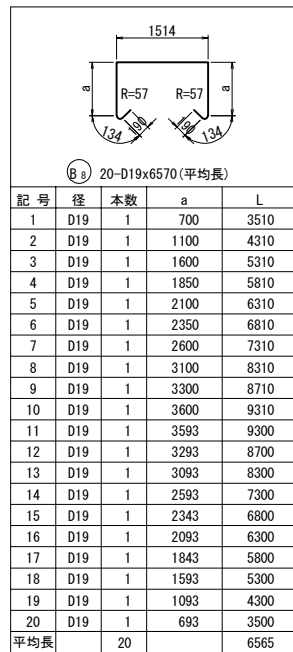 1514
a
R=57
R=57
a
134
190
190
134
B8 20-D19x6570(平均長)
記号 径 本数 a L
1 D19 1 700 3510
2 D19 1 1100 4310
3 D19 1 1600 5310
4 D19 1 1850 5810
5 D19 1 2100 6310
6 D19 1 2350 6810
7 D19 1 2600 7310
8 D19 1 3100 8310
9 D19 1 3300 8710
10 D19 1 3600 9310
11 D19 1 3593 9300
12 D19 1 3293 8700
13 D19 1 3093 8300
14 D19 1 2593 7300
15 D19 1 2343 6800
16 D19 1 2093 6300
17 D19 1 1843 5800
18 D19 1 1593 5300
19 D19 1 1093 4300
20 D19 1 693 3500
平均長 20 6565